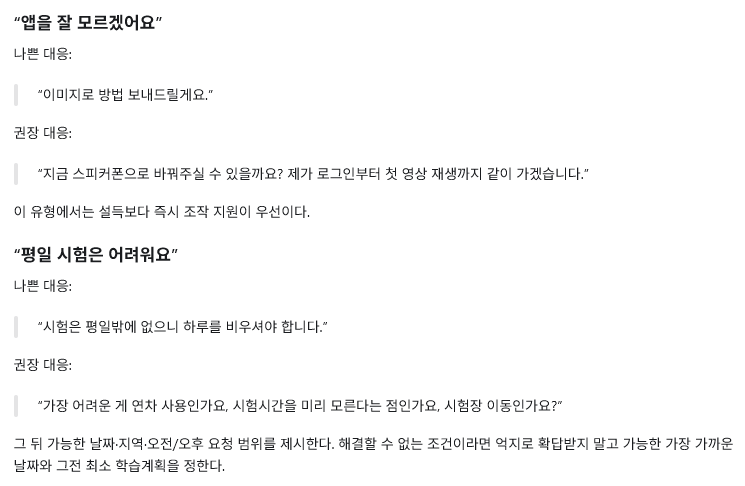 “앱을 잘 모르겠어요”
나쁜 대응:
“이미지로 방법 보내드릴게요.”
권장 대응:
“지금 스피커폰으로 바꿔주실 수 있을까요? 제가 로그인부터 첫 영상 재생까지 같이 가겠습니다.”
이 유형에서는 설득보다 즉시 조작 지원이 우선이다.
“평일 시험은 어려워요”
나쁜 대응:
“시험은 평일밖에 없으니 하루를 비우셔야 합니다.”
권장 대응:
“가장 어려운 게 연차 사용인가요, 시험시간을 미리 모른다는 점인가요, 시험장 이동인가요?”
그 뒤 가능한 날짜·지역·오전/오후 요청 범위를 제시한다. 해결할 수 없는 조건이라면 억지로 확답받지 말고 가능한 가장 가까운
날짜와 그전 최소 학습계획을 정한다.